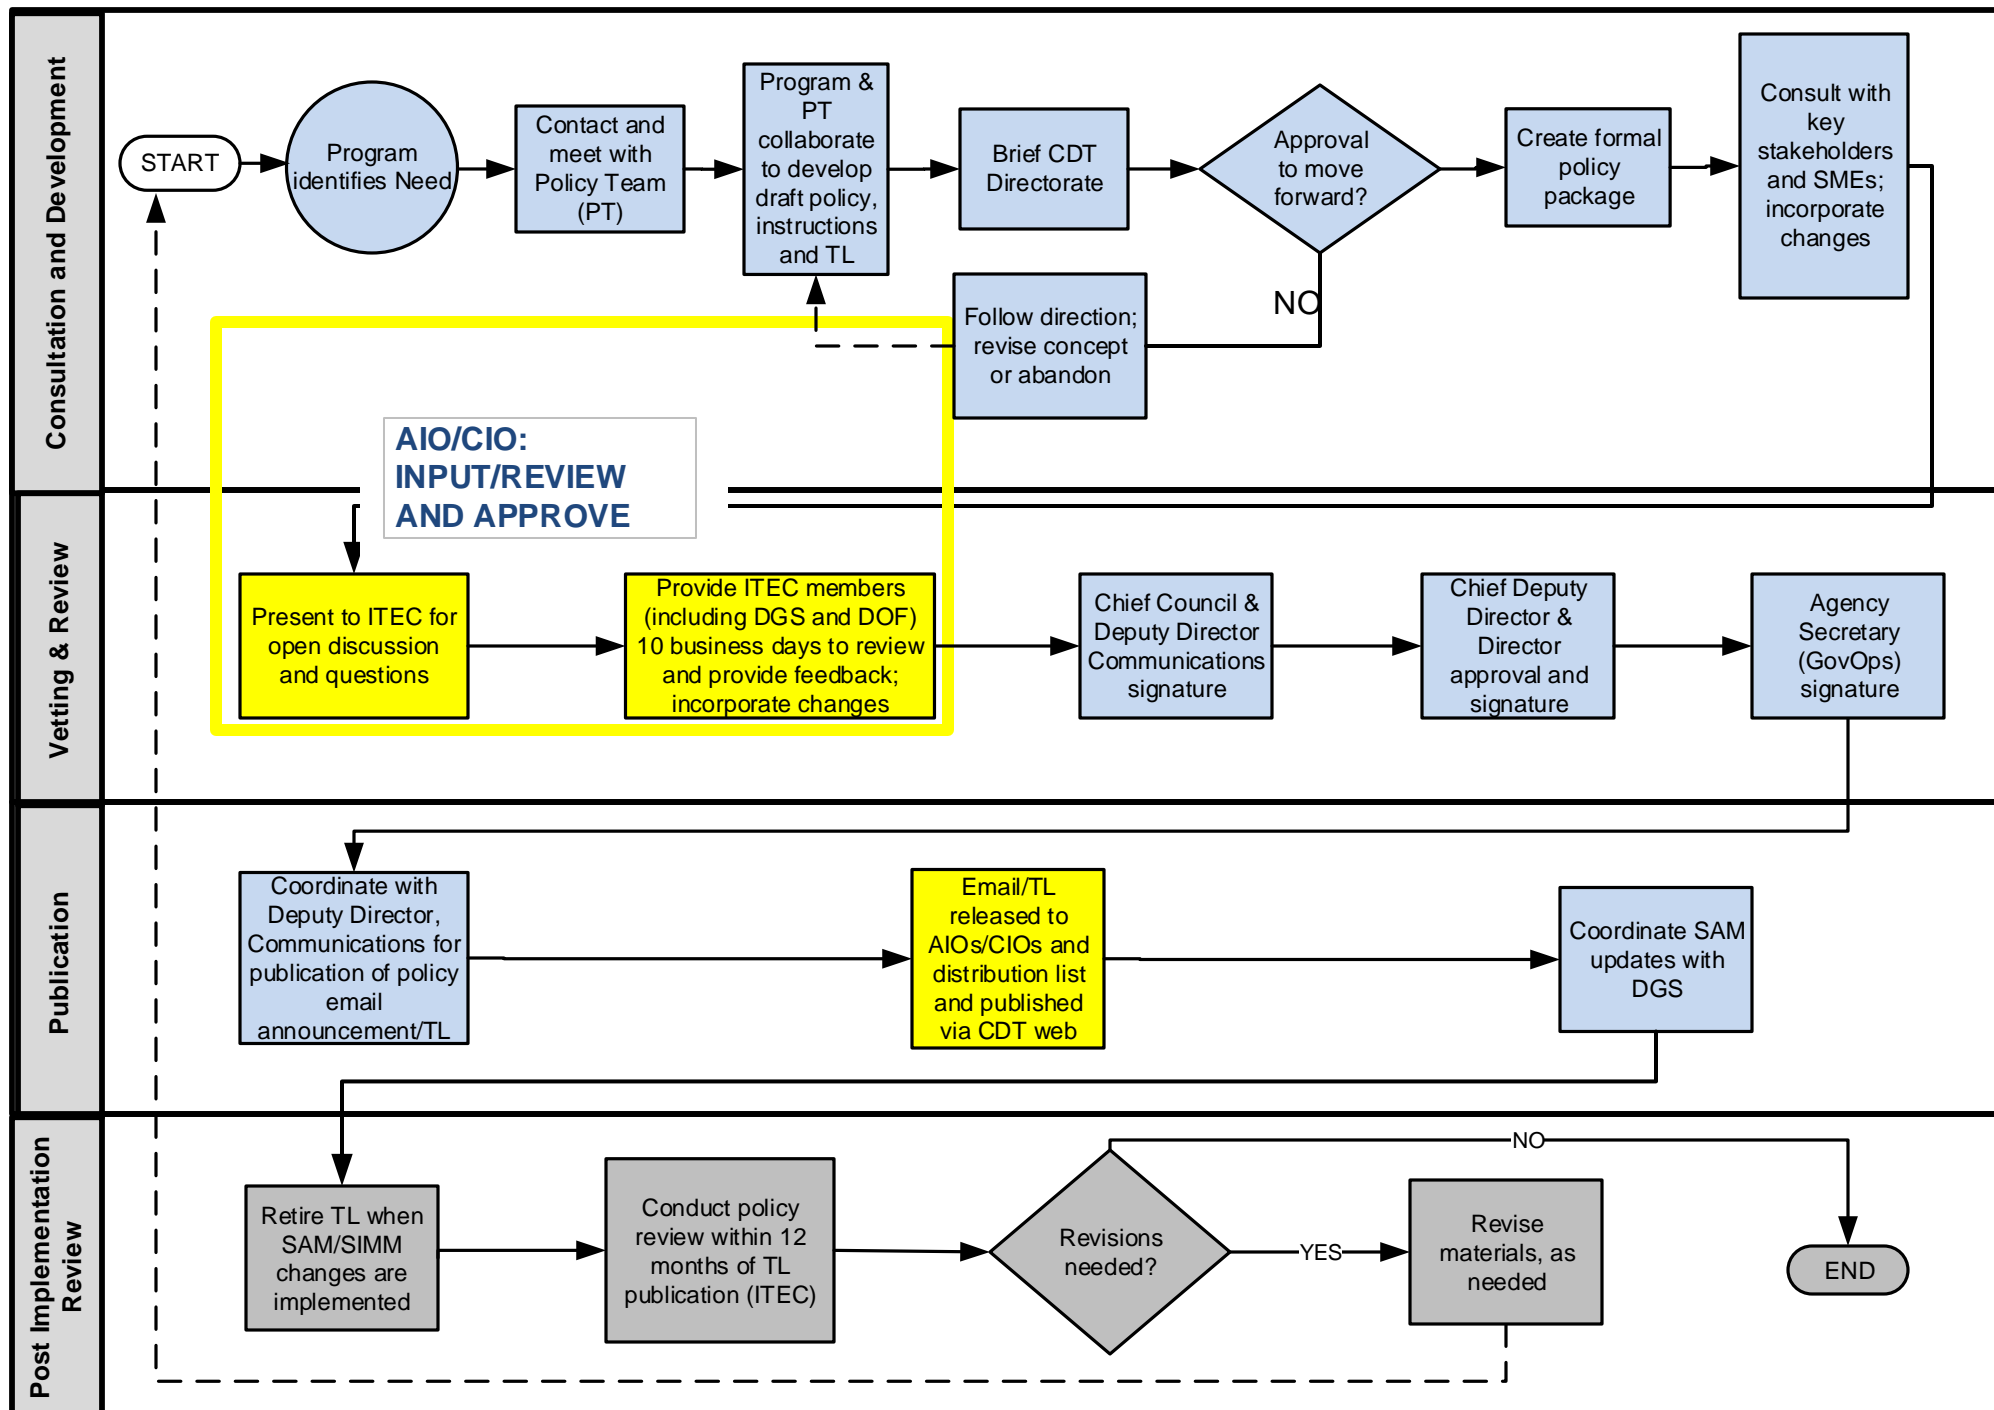 Consultation and Development
START
Program
identifies Need
Contact and
meet with
Policy Team
(PT)
Program &
PT
collaborate
to develop
draft policy,
instructions
and TL
Brief CDT
Directorate
Approval
to move
forward?
Create formal
policy
package
Consult with
key
stakeholders
and SMEs;
incorporate
changes
NO
Follow direction;
revise concept
or abandon
AIO/CIO:
INPUT/REVIEW
AND APPROVE
Vetting & Review
Present to ITEC for
open discussion
and questions
Provide ITEC members
(including DGS and DOF)
10 business days to review
and provide feedback;
incorporate changes
Chief Council &
Deputy Director
Communications
signature
Chief Deputy
Director &
Director
approval and
signature
Agency
Secretary
(GovOps)
signature
Publication
Coordinate with
Deputy Director,
Communications for
publication of policy
email
announcement/TL
Email/TL
released to
AIOs/CIOs and
distribution list
and published
via CDT web
Coordinate SAM
updates with
DGS
Post Implementation
Review
Retire TL when
SAM/SIMM
changes are
implemented
Conduct policy
review within 12
months of TL
publication (ITEC)
Revisions
needed?
NO
YES
Revise
materials, as
needed
END